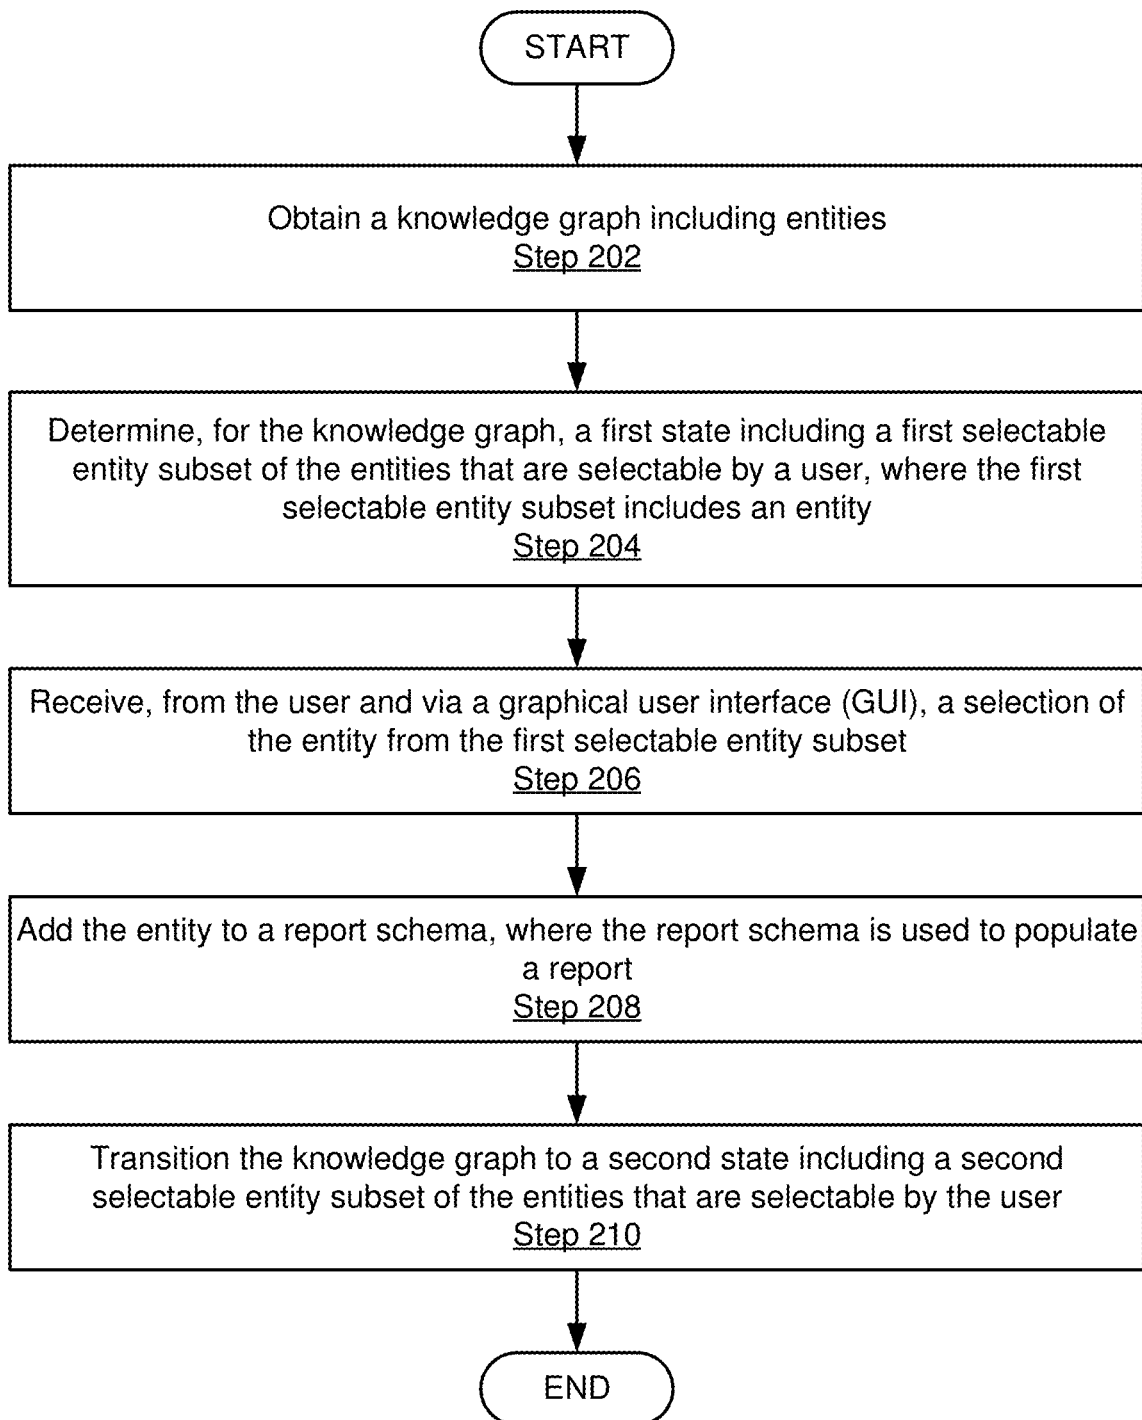 START
Obtain a knowledge graph including entities
Step 202
Determine, for the knowledge graph, a first state including a first selectable
entity subset of the entities that are selectable by a user, where the first
selectable entity subset includes an entity
Step 204
Receive, from the user and via a graphical user interface (GUI), a selection of
the entity from the first selectable entity subset
Step 206
Add the entity to a report schema, where the report schema is used to populate
a report
Step 208
Transition the knowledge graph to a second state including a second
selectable entity subset of the entities that are selectable by the user
Step 210
END